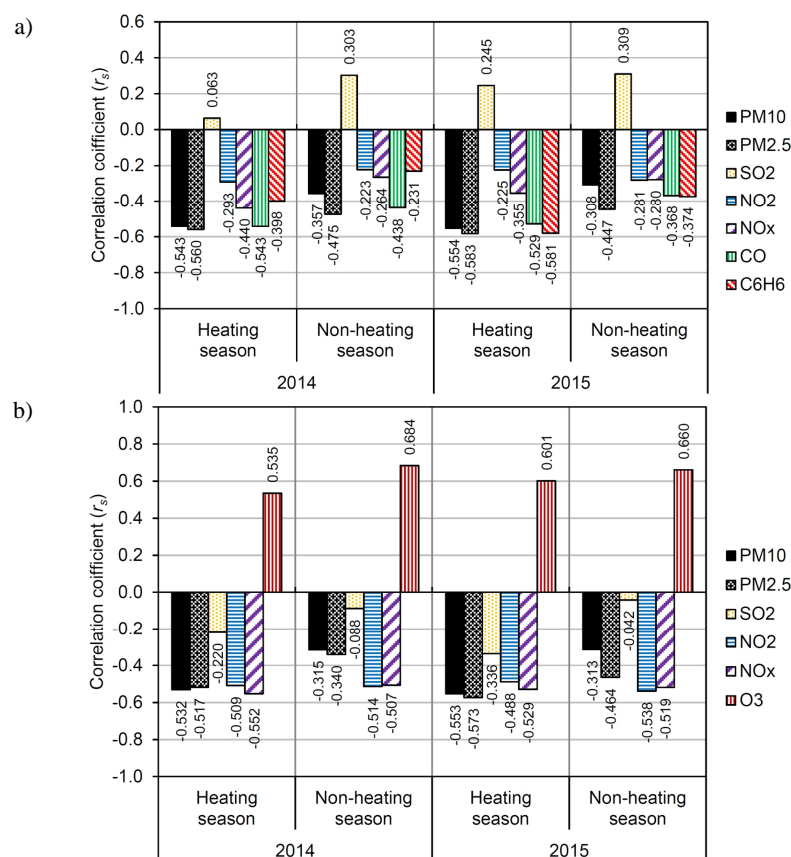 a)
Correlation coifficient (rs)
0.6
0.4
0.2
0.0
-0.2
-0.4
-0.6
-0.8
-1.0
-0.543
-0.560
0.063
-0.293
-0.440
-0.543
-0.398
-0.357
-0.475
0.303
-0.223
-0.264
-0.438
-0.231
-0.554
-0.583
0.245
-0.225
-0.355
-0.529
-0.581
-0.308
-0.447
0.309
-0.281
-0.280
-0.368
-0.374
PM10
PM2.5
SO2
NO2
NOx
CO
C6H6
Heating
season
Non-heating
season
Heating
season
Non-heating
season
2014
2015
b)
Correlation coifficient (rs)
1.0
0.8
0.6
0.4
0.2
0.0
-0.2
-0.4
-0.6
-0.8
-1.0
-0.532
-0.517
-0.220
-0.509
-0.552
0.535
-0.315
-0.340
-0.088
-0.514
-0.507
0.684
-0.553
-0.573
-0.336
-0.488
-0.529
0.601
-0.313
-0.464
-0.042
-0.538
-0.519
0.660
PM10
PM2.5
SO2
NO2
NOx
O3
Heating
season
Non-heating
season
Heating
season
Non-heating
season
2014
2015